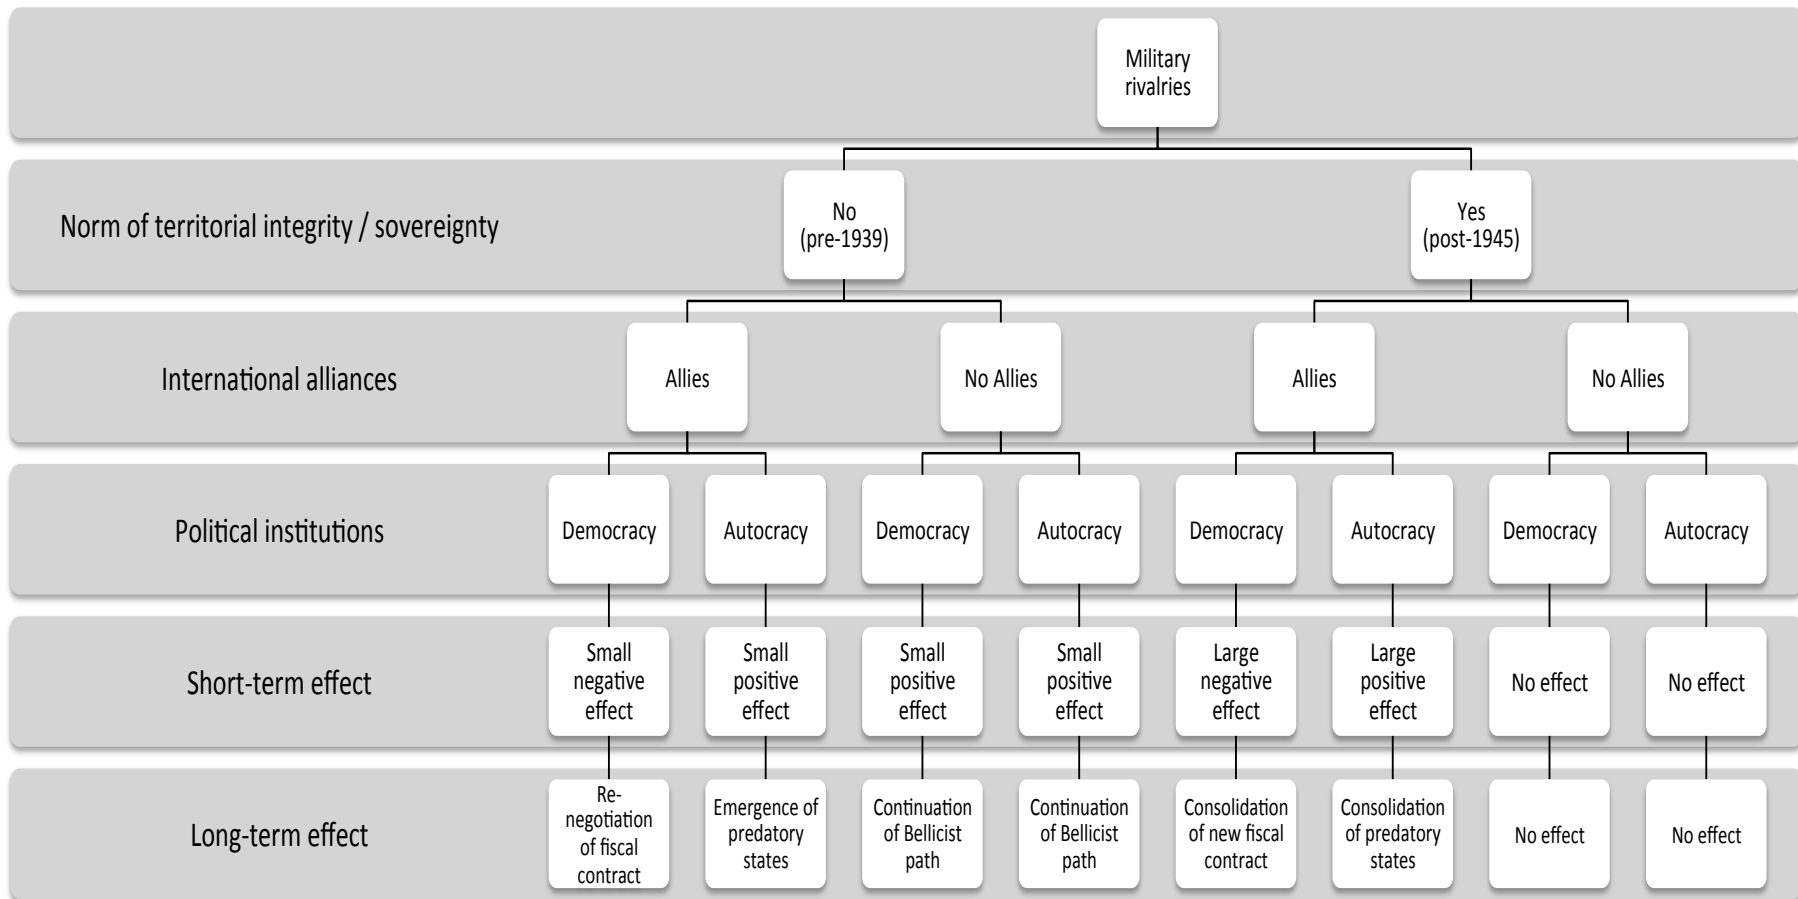 Military
rivalries
Norm of territorial integrity / sovereignty
No
(pre-1939)
Yes
(post-1945)
International alliances
Allies
No Allies
Allies
No Allies
Political institutions
Democracy
Autocracy
Democracy
Autocracy
Democracy
Autocracy
Democracy
Autocracy
Short-term effect
Small
negative
effect
Small
positive
effect
Small
positive
effect
Small
positive
effect
Large
negative
effect
Large
positive
effect
No effect
No effect
Long-term effect
Re-
negotiation
of fiscal
contract
Emergence of
predatory
states
Continuation
of Bellicist
path
Continuation
of Bellicist
path
Consolidation
of new fiscal
contract
Consolidation
of predatory
states
No effect
No effect